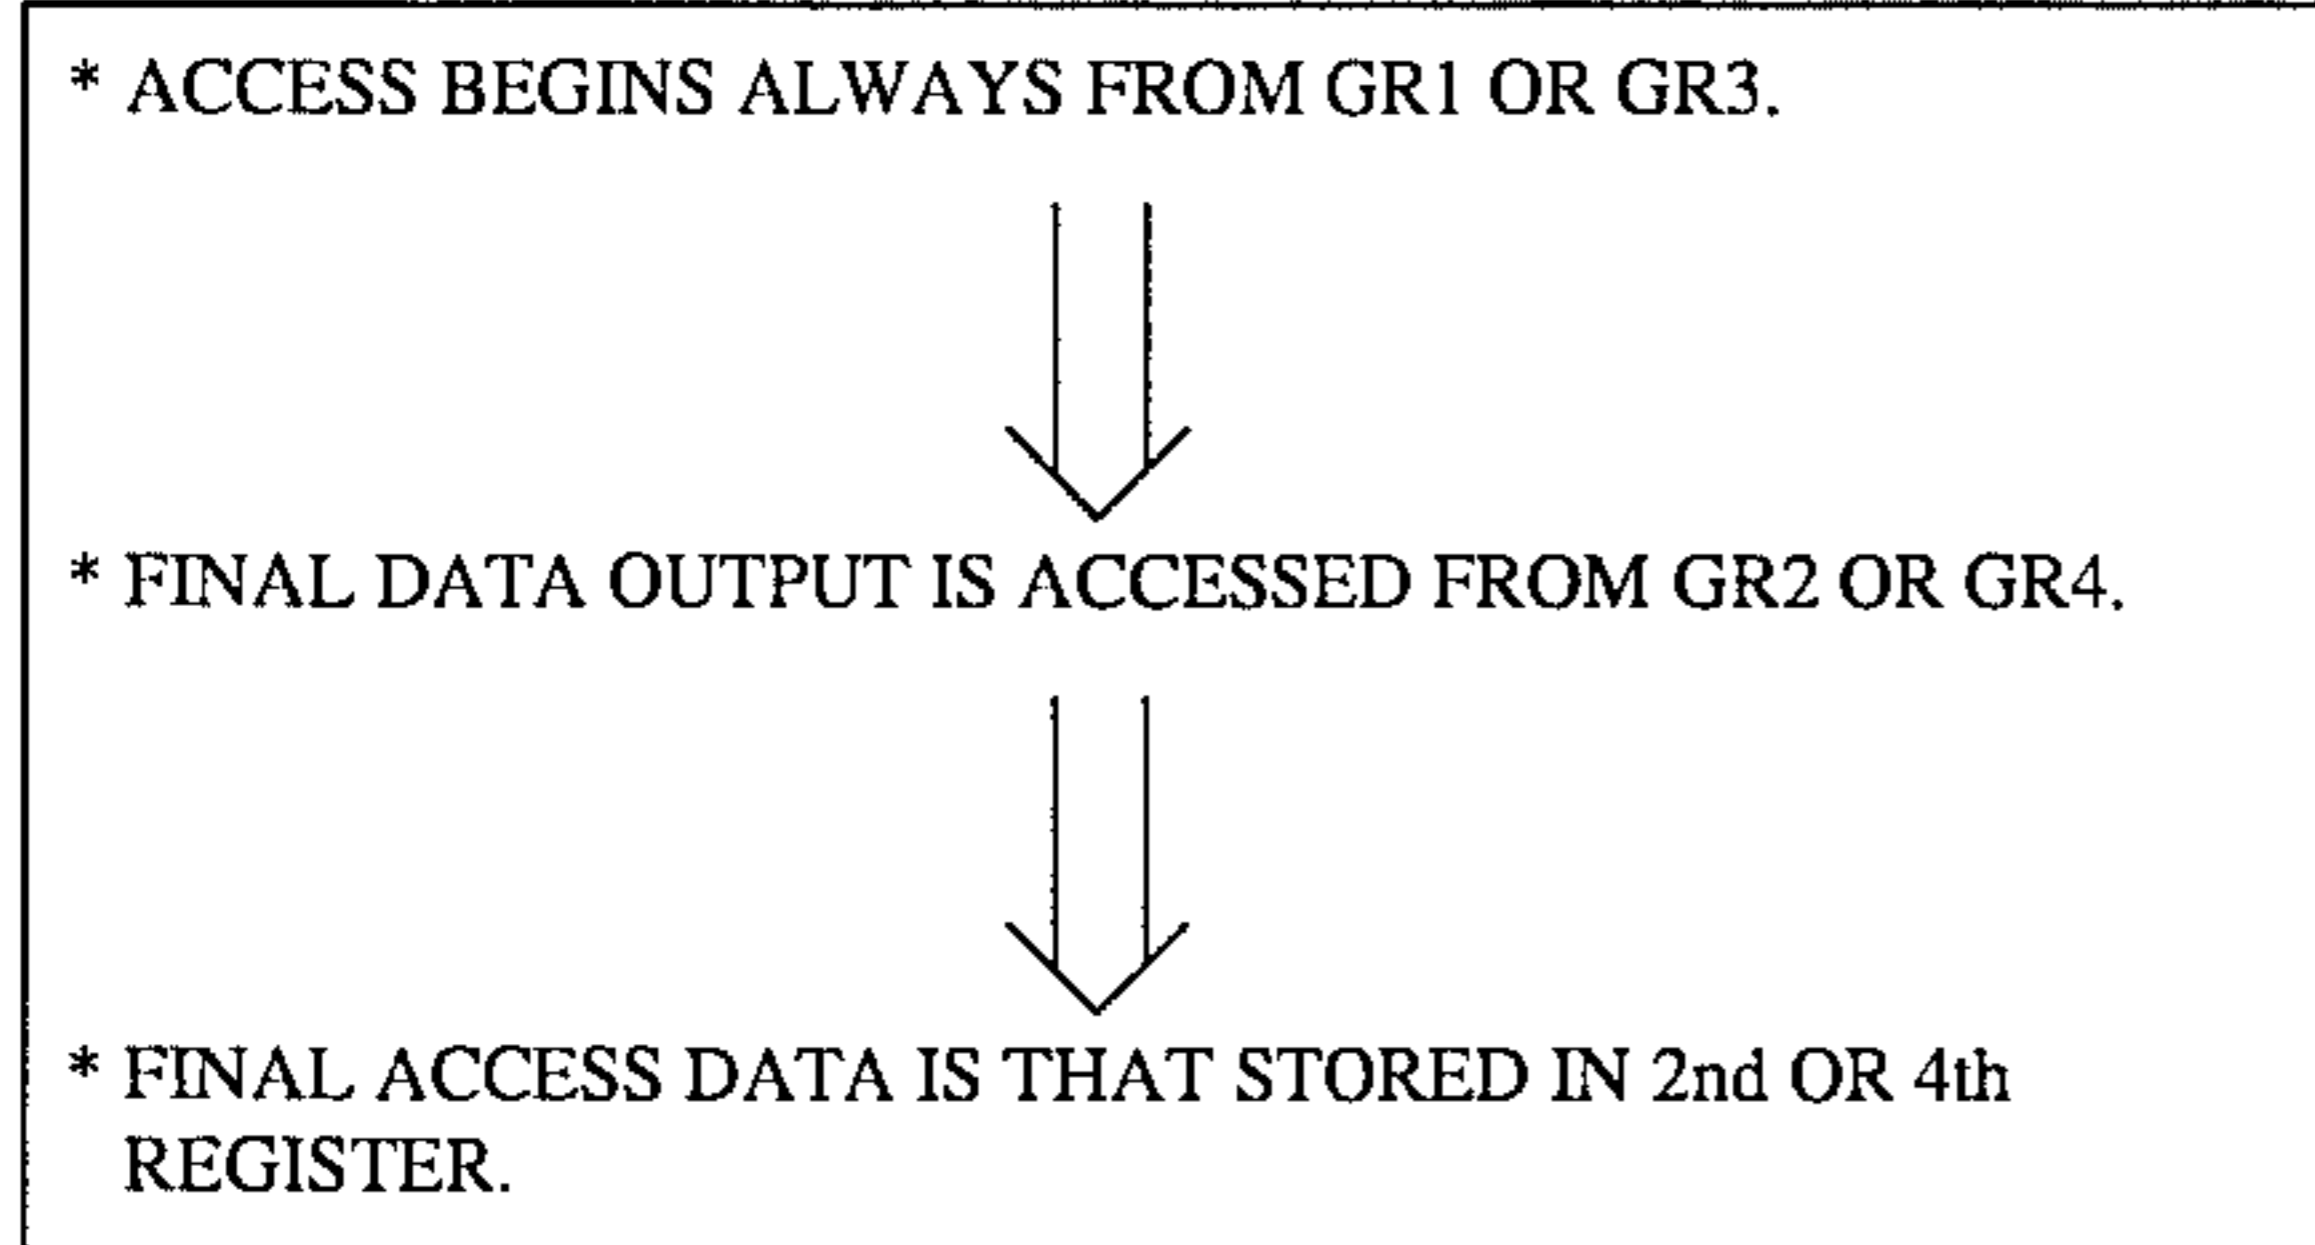 * ACCESS BEGINS ALWAYS FROM GR1 OR GR3.
* FINAL DATA OUTPUT IS ACCESSED FROM GR2 OR GR4.
* FINAL ACCESS DATA IS THAT STORED IN 2nd OR 4th
REGISTER.